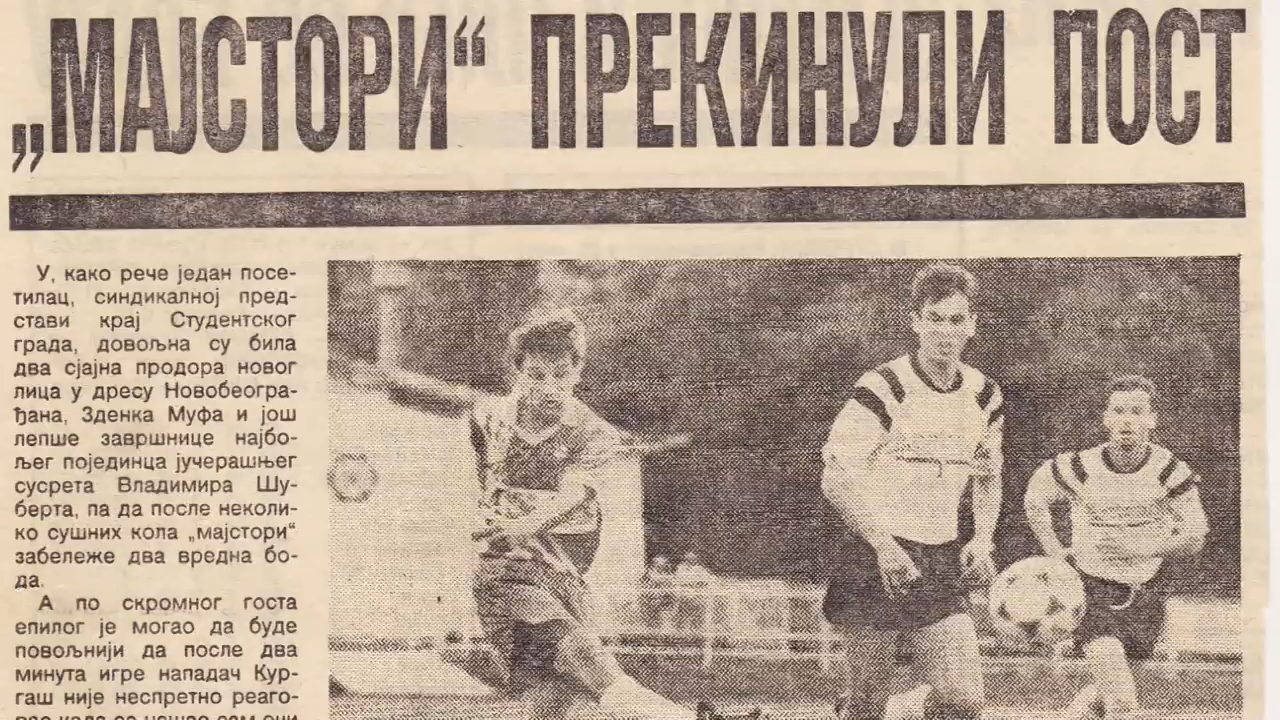 „МАЈСТОРИ“ ПРЕКИНУЛИ ПОСТ
У, како рече један посе-
тилац, синдикалној пред-
стави крај Студентског
града, довољна су била
два сјајна продора новог
лица у дресу Новобеогра-
ђана, Зденка Муфа и још
лепше завршнице најбо-
љег појединца јучерашњег
сусрета Владимира Шу-
берта, па да после неколи-
ко сушних кола „мајстори“
забележе два вредна бо-
да.
А по скромног госта
епилог је могао да буде
повољнији да после два
минута игре нападач Кур-
гаш није неспретно реаго-